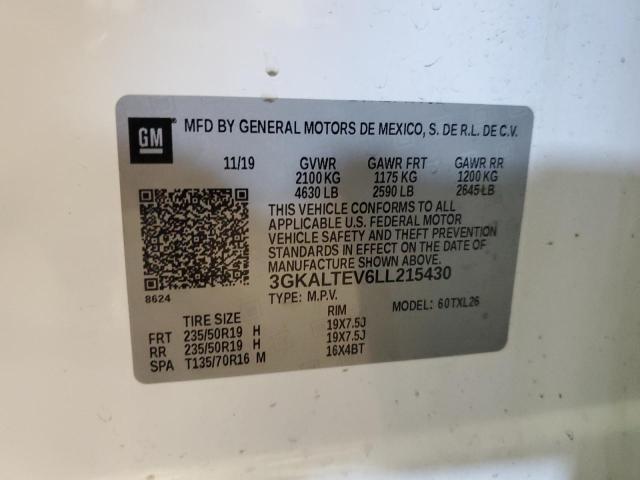 GM
MFD BY GENERAL MOTORS DE MEXICO, S. DE R.L. DE C.V.
11/19 GVWR GAWR FRT GAWR RR
2100 KG 1175 KG 1200 KG
4630 LB 2590 LB 2645 LB
THIS VEHICLE CONFORMS TO ALL
APPLICABLE U.S. FEDERAL MOTOR
VEHICLE SAFETY AND THEFT PREVENTION
STANDARDS IN EFFECT ON THE DATE OF
MANUFACTURE SHOWN ABOVE.
3GKALTEV6LL215430
8624
TYPE: M.P.V. MODEL: 60TXL26
TIRE SIZE RIM
FRT 235/50R19 H 19X7.5J
RR 235/50R19 H 19X7.5J
SPA T135/70R16 M 16X4BT